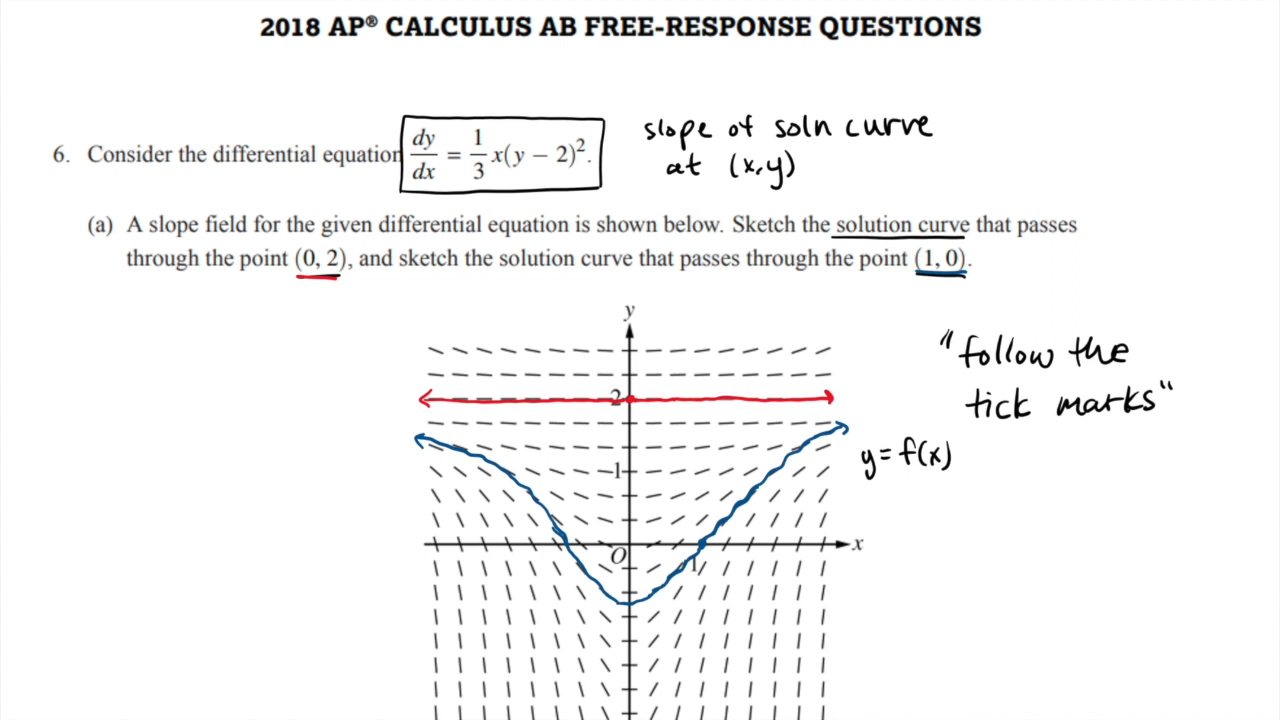 2018 AP® CALCULUS AB FREE-RESPONSE QUESTIONS
6. Consider the differential equation dy/dx = 1/3 x(y − 2)².
slope of soln curve
at (x,y)
(a) A slope field for the given differential equation is shown below. Sketch the solution curve that passes
through the point (0, 2), and sketch the solution curve that passes through the point (1, 0).
y
"follow the
tick marks"
2
y=f(x)
1
x
O
1